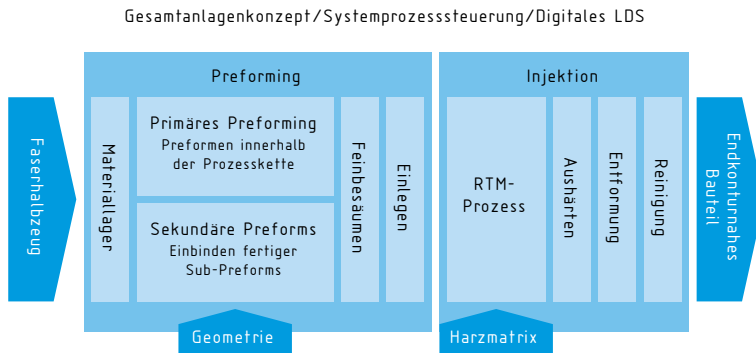 Gesamtanlagenkonzept/Systemprozesssteuerung/Digitales LDS
Preforming
Injektion
Faserhalbzeug
Materiallager
Primäres Preforming
Preformen innerhalb
der Prozesskette
Sekundäre Preforms
Einbinden fertiger
Sub-Preforms
Feinbesäumen
Einlegen
RTM-
Prozess
Aushärten
Entformung
Reinigung
Endkonturnahes
Bauteil
Geometrie
Harzmatrix